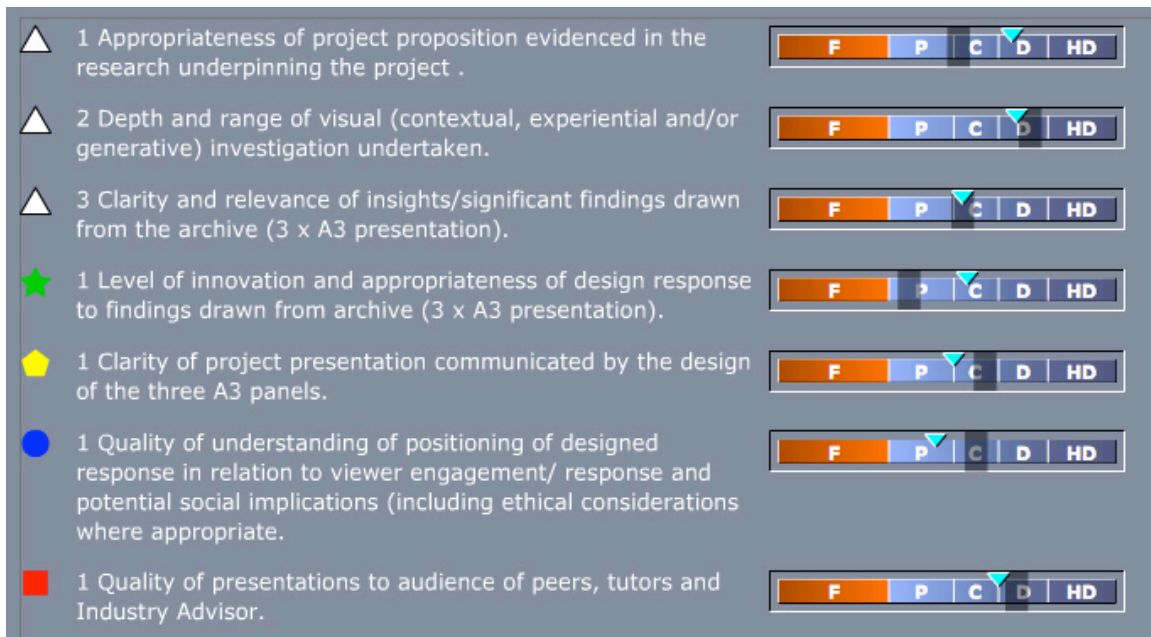 1 Appropriateness of project proposition evidenced in the
research underpinning the project .
F P C D HD
2 Depth and range of visual (contextual, experiential and/or
generative) investigation undertaken.
F P C D HD
3 Clarity and relevance of insights/significant findings drawn
from the archive (3 x A3 presentation).
F P C D HD
1 Level of innovation and appropriateness of design response
to findings drawn from archive (3 x A3 presentation).
F P C D HD
1 Clarity of project presentation communicated by the design
of the three A3 panels.
F P C D HD
1 Quality of understanding of positioning of designed
response in relation to viewer engagement/ response and
potential social implications (including ethical considerations
where appropriate.
F P C D HD
1 Quality of presentations to audience of peers, tutors and
Industry Advisor.
F P C D HD